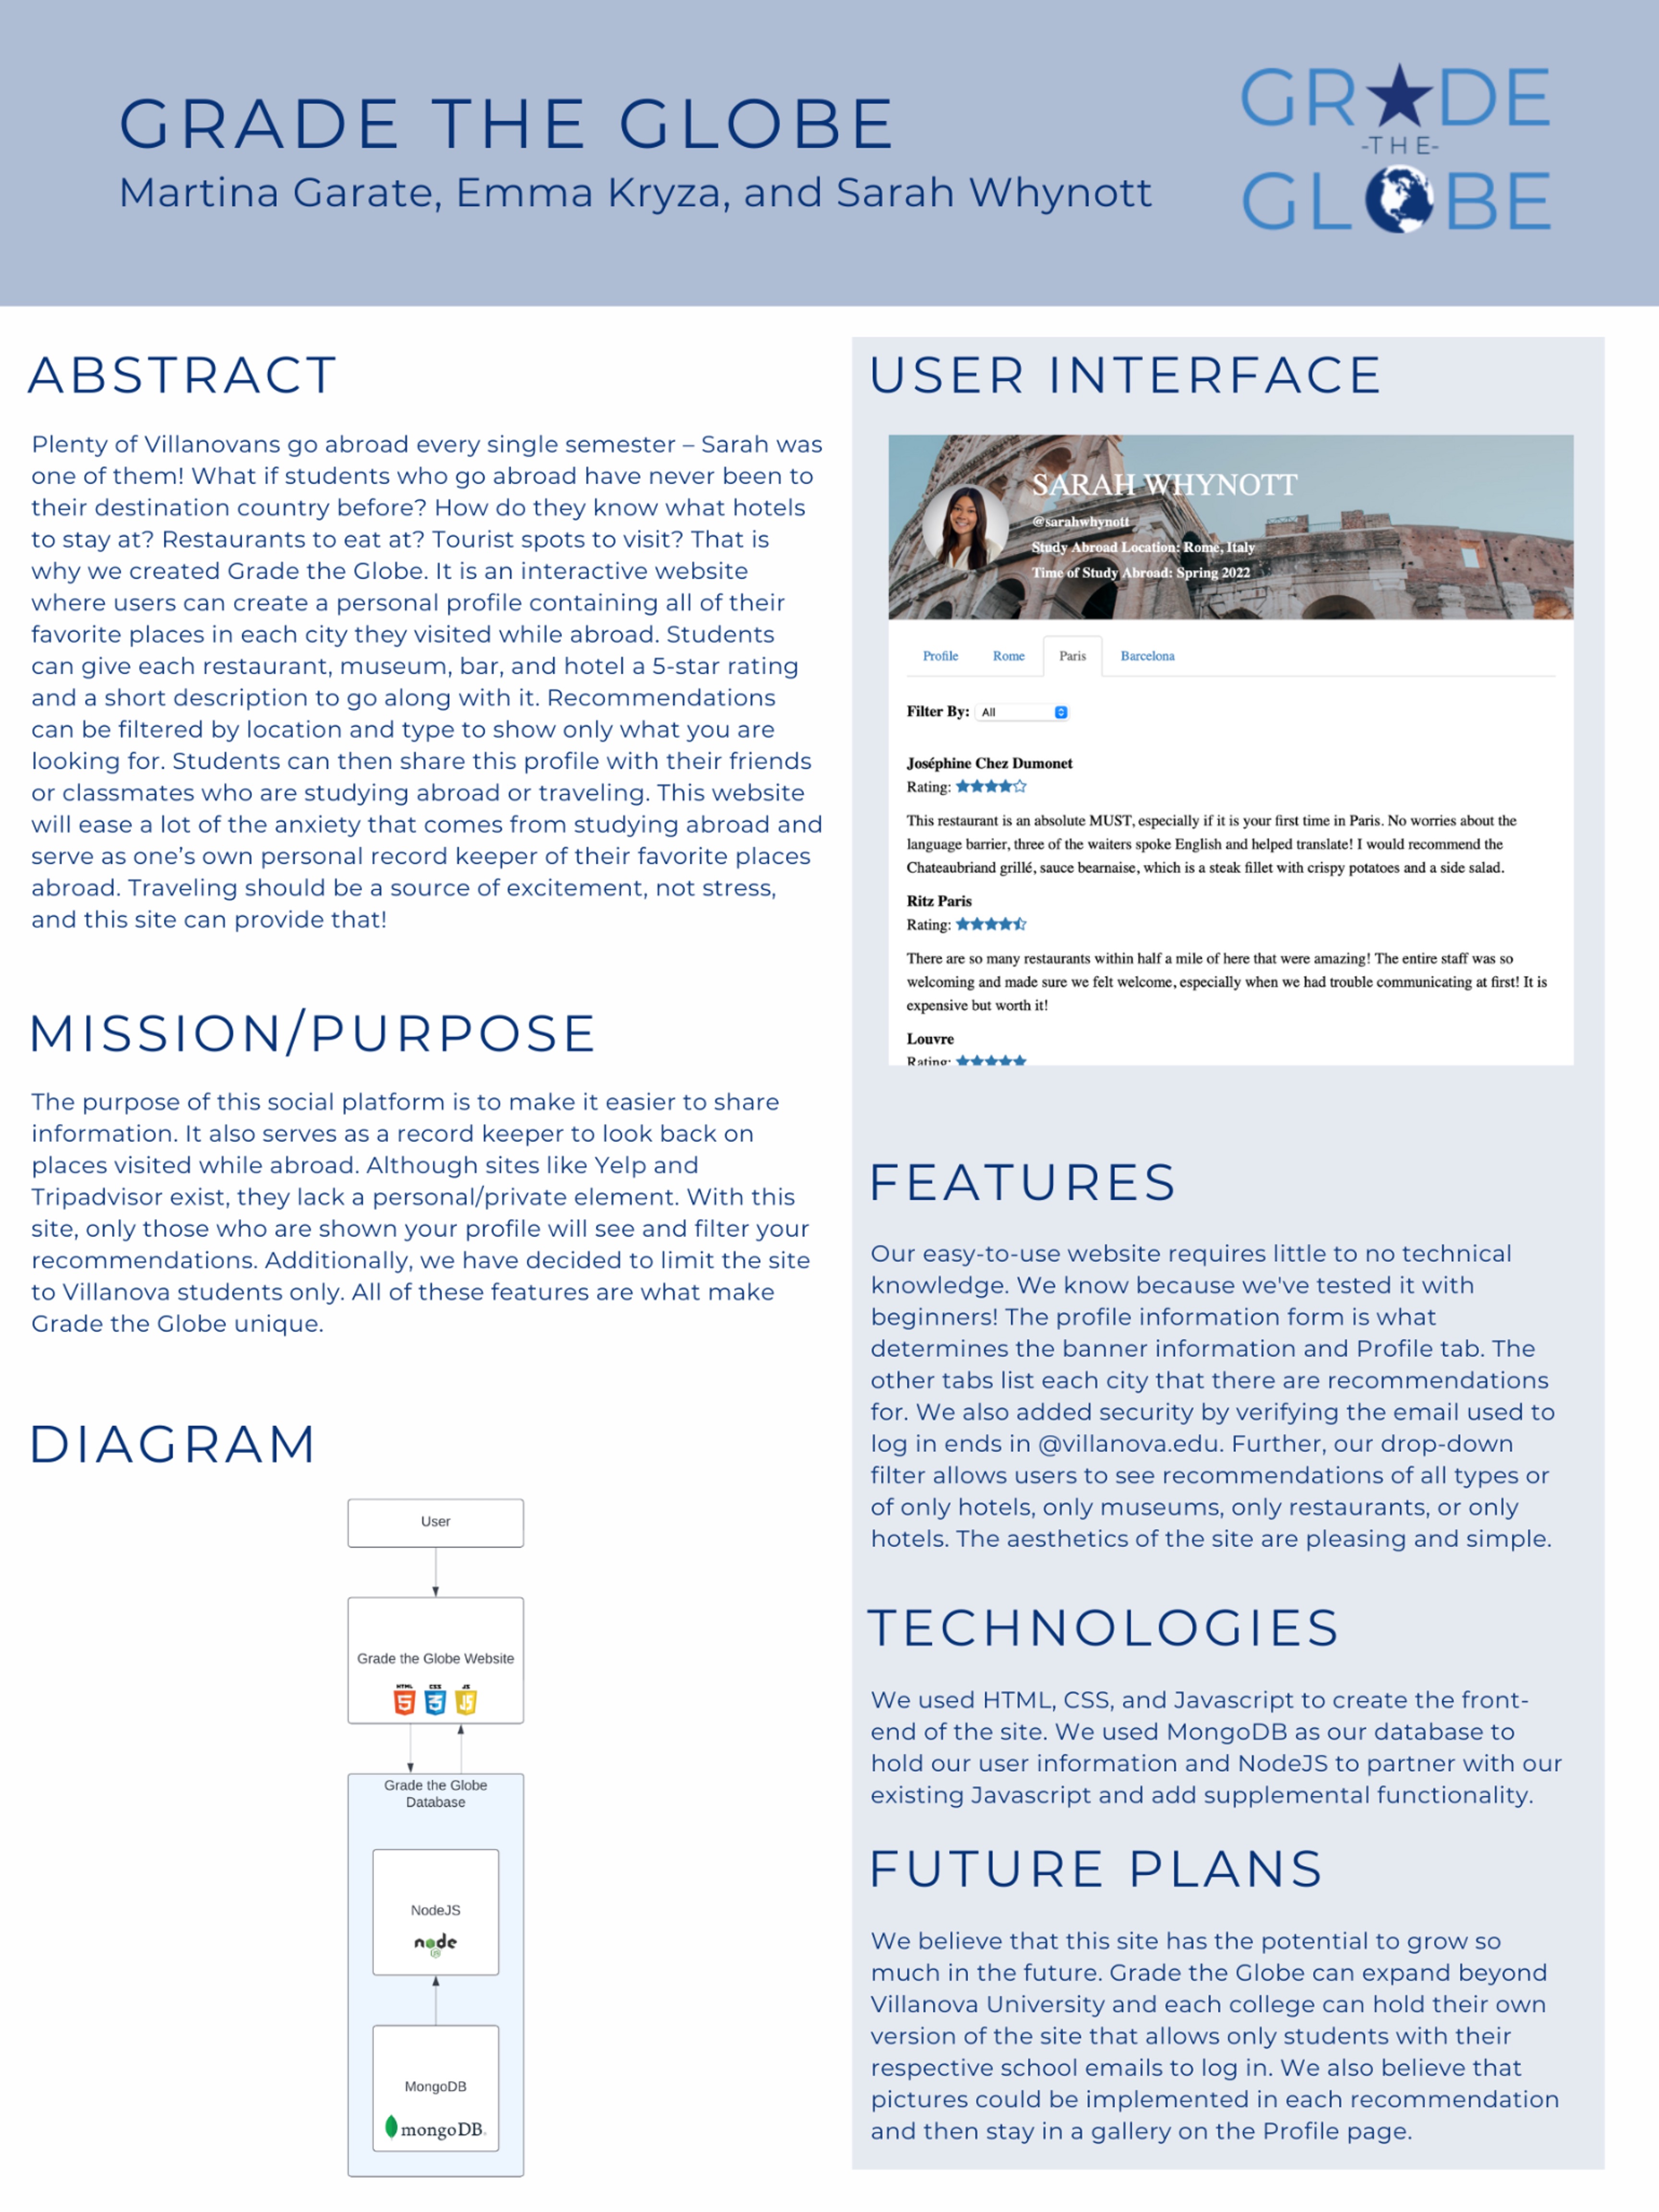 GRADE THE GLOBE
Martina Garate, Emma Kryza, and Sarah Whynott
GR★DE
-THE-
GLOBE
ABSTRACT
Plenty of Villanovans go abroad every single semester – Sarah was
one of them! What if students who go abroad have never been to
their destination country before? How do they know what hotels
to stay at? Restaurants to eat at? Tourist spots to visit? That is
why we created Grade the Globe. It is an interactive website
where users can create a personal profile containing all of their
favorite places in each city they visited while abroad. Students
can give each restaurant, museum, bar, and hotel a 5-star rating
and a short description to go along with it. Recommendations
can be filtered by location and type to show only what you are
looking for. Students can then share this profile with their friends
or classmates who are studying abroad or traveling. This website
will ease a lot of the anxiety that comes from studying abroad and
serve as one's own personal record keeper of their favorite places
abroad. Traveling should be a source of excitement, not stress,
and this site can provide that!
MISSION/PURPOSE
The purpose of this social platform is to make it easier to share
information. It also serves as a record keeper to look back on
places visited while abroad. Although sites like Yelp and
Tripadvisor exist, they lack a personal/private element. With this
site, only those who are shown your profile will see and filter your
recommendations. Additionally, we have decided to limit the site
to Villanova students only. All of these features are what make
Grade the Globe unique.
DIAGRAM
User
Grade the Globe Website
HTML CSS JS
5 3 JS
Grade the Globe
Database
NodeJS
node
JS
MongoDB
mongoDB.
USER INTERFACE
SARAH WHYNOTT
@sarahwhynott
Study Abroad Location: Rome, Italy
Time of Study Abroad: Spring 2022
Profile Rome Paris Barcelona
Filter By: All
Joséphine Chez Dumonet
Rating: ★★★★☆
This restaurant is an absolute MUST, especially if it is your first time in Paris. No worries about the
language barrier, three of the waiters spoke English and helped translate! I would recommend the
Chateaubriand grillé, sauce bearnaise, which is a steak fillet with crispy potatoes and a side salad.
Ritz Paris
Rating:
There are so many restaurants within half a mile of here that were amazing! The entire staff was so
welcoming and made sure we felt welcome, especially when we had trouble communicating at first! It is
expensive but worth it!
Louvre
Rating: ★★★★★
FEATURES
Our easy-to-use website requires little to no technical
knowledge. We know because we've tested it with
beginners! The profile information form is what
determines the banner information and Profile tab. The
other tabs list each city that there are recommendations
for. We also added security by verifying the email used to
log in ends in @villanova.edu. Further, our drop-down
filter allows users to see recommendations of all types or
of only hotels, only museums, only restaurants, or only
hotels. The aesthetics of the site are pleasing and simple.
TECHNOLOGIES
We used HTML, CSS, and Javascript to create the front-
end of the site. We used MongoDB as our database to
hold our user information and NodeJS to partner with our
existing Javascript and add supplemental functionality.
FUTURE PLANS
We believe that this site has the potential to grow so
much in the future. Grade the Globe can expand beyond
Villanova University and each college can hold their own
version of the site that allows only students with their
respective school emails to log in. We also believe that
pictures could be implemented in each recommendation
and then stay in a gallery on the Profile page.